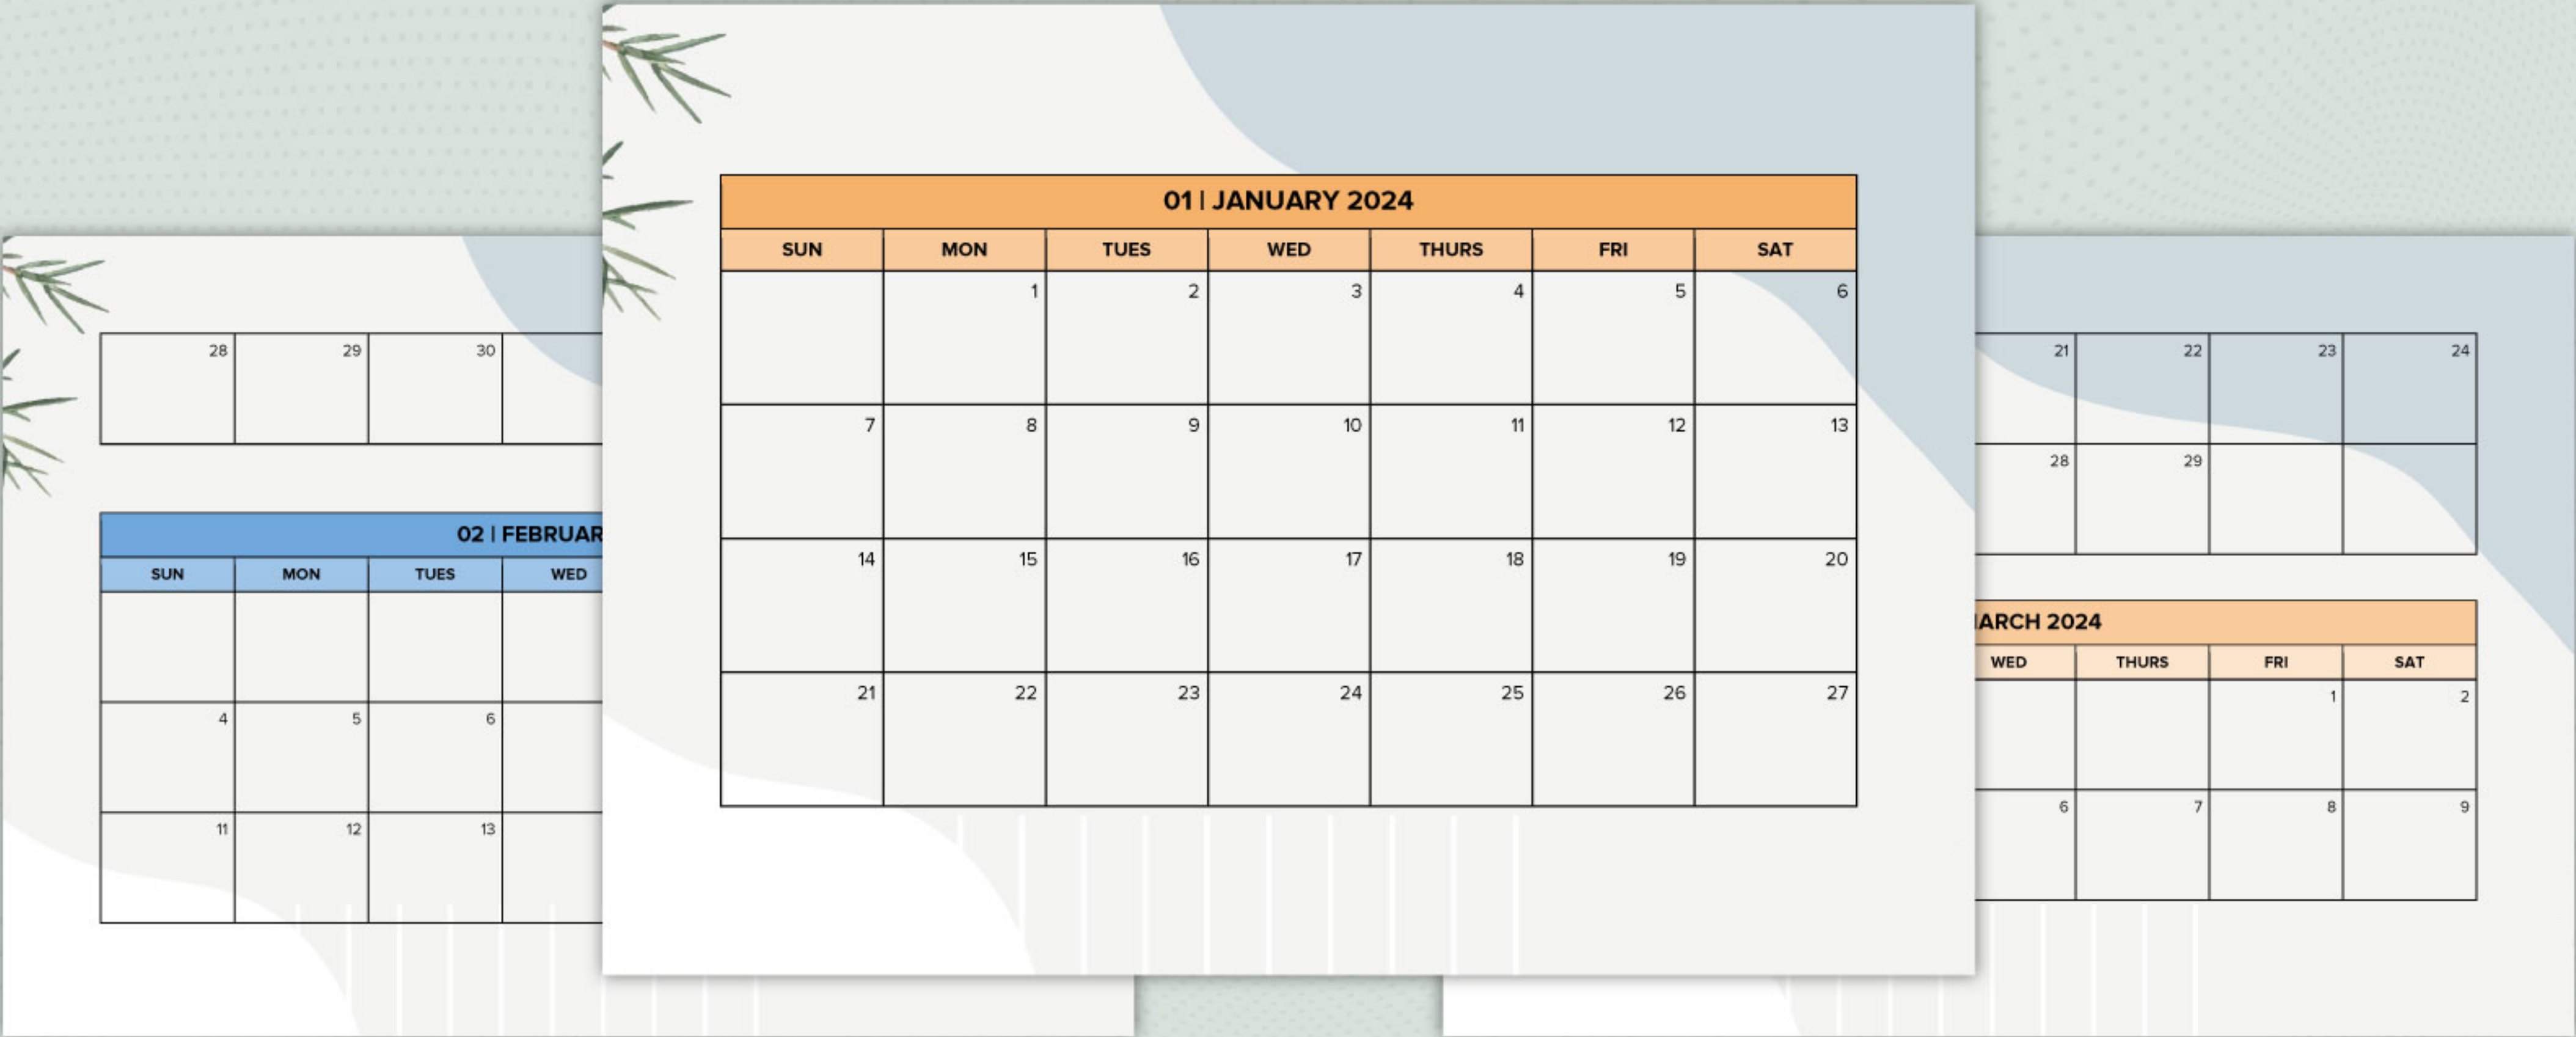 28 29 30
02 | FEBRUAR
SUN MON TUES WED
4 5 6
11 12 13
01 | JANUARY 2024
SUN MON TUES WED THURS FRI SAT
1 2 3 4 5 6
7 8 9 10 11 12 13
14 15 16 17 18 19 20
21 22 23 24 25 26 27
21 22 23 24
28 29
ARCH 2024
WED THURS FRI SAT
1 2
6 7 8 9